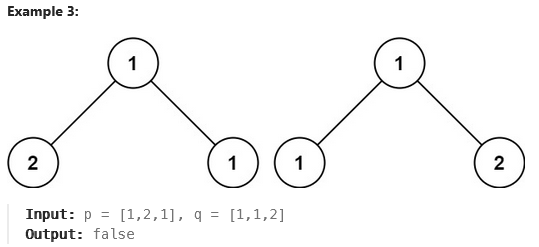 Example 3:
1 1
2 1 1 2
Input: p = [1,2,1], q = [1,1,2]
Output: false